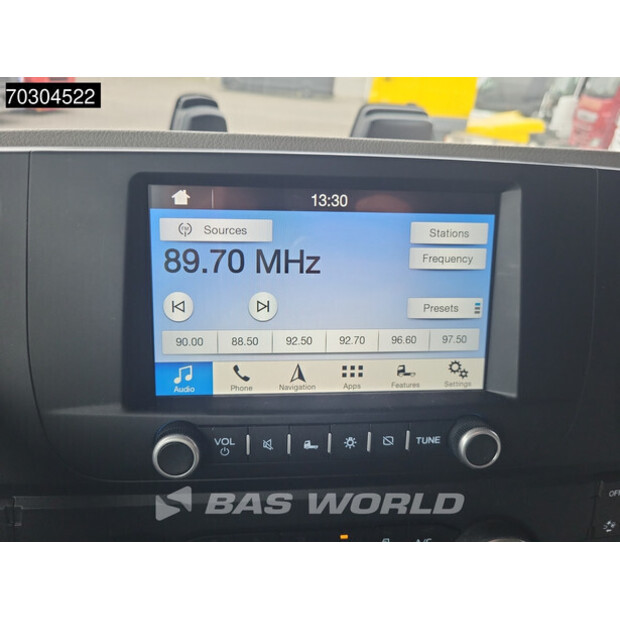 70304522
13:30
Sources
Stations
89.70 MHz
Frequency
Presets
90.00 88.50 92.50 92.70 96.60 97.50
Audio Phone Navigation Apps Features Settings
VOL TUNE
BAS WORLD
OFF
A/C